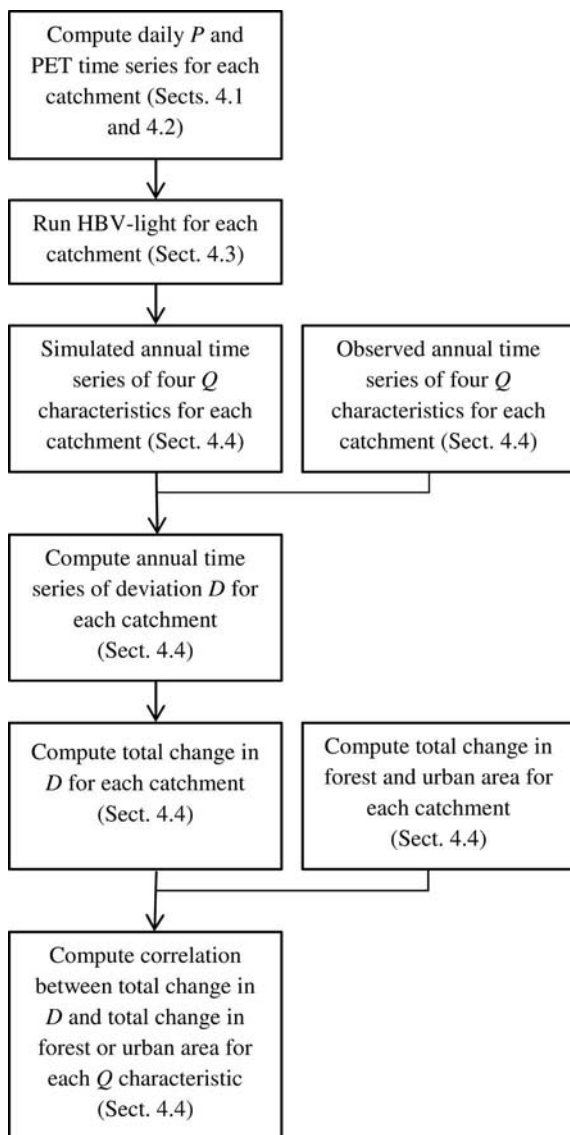 Compute daily P and
PET time series for each
catchment (Sects. 4.1
and 4.2)
Run HBV-light for each
catchment (Sect. 4.3)
Simulated annual time
series of four Q
characteristics for each
catchment (Sect. 4.4)
Observed annual time
series of four Q
characteristics for each
catchment (Sect. 4.4)
Compute annual time
series of deviation D for
each catchment
(Sect. 4.4)
Compute total change in
D for each catchment
(Sect. 4.4)
Compute total change in
forest and urban area for
each catchment
(Sect. 4.4)
Compute correlation
between total change in
D and total change in
forest or urban area for
each Q characteristic
(Sect. 4.4)